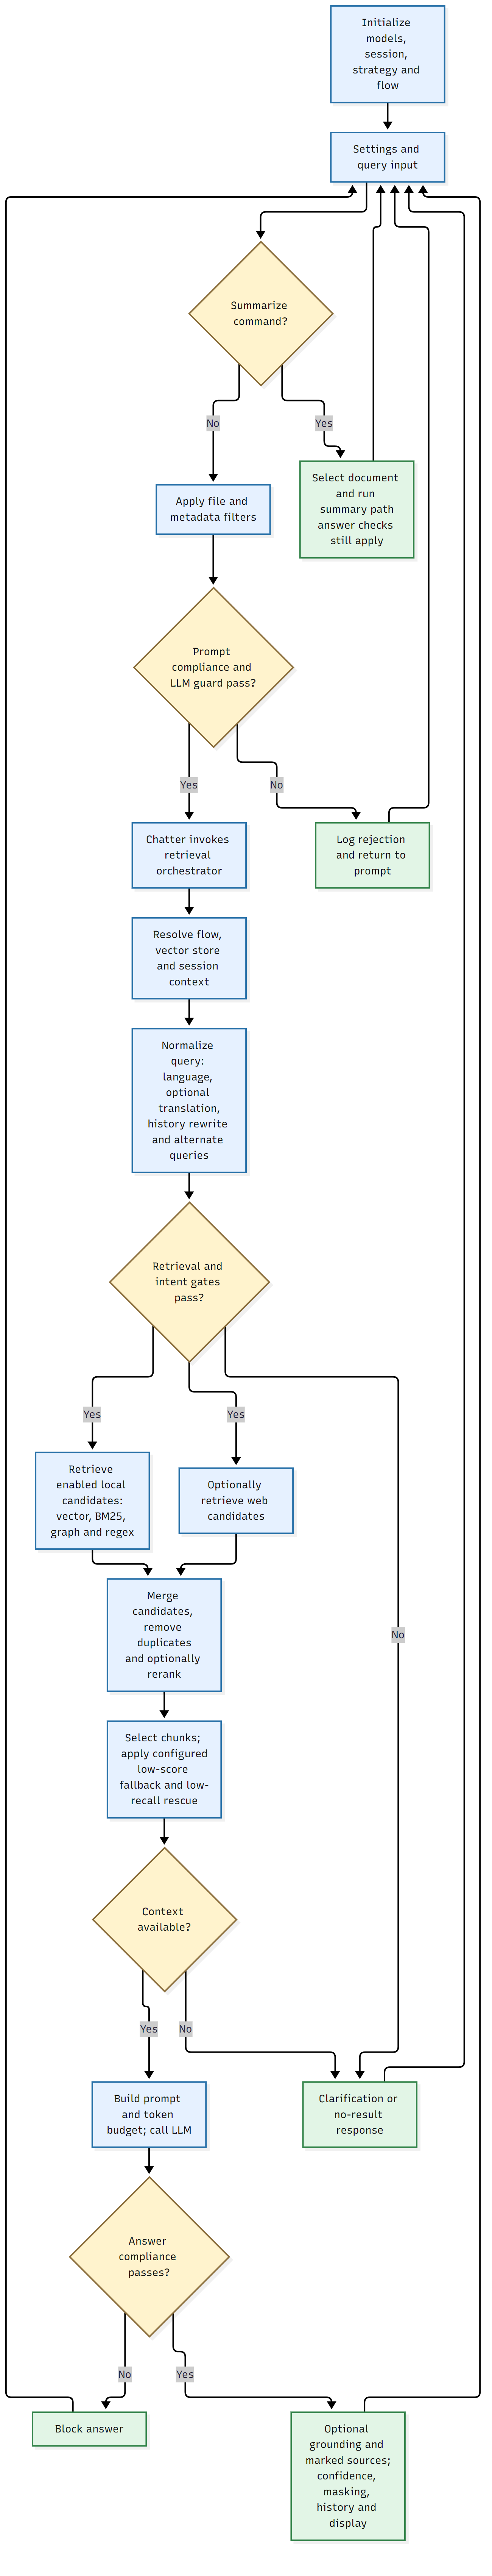 Initialize
models,
session,
strategy and
flow
Settings and
query input
Summarize
command?
No
Yes
Select document
and run
summary path
answer checks
still apply
Apply file and
metadata filters
Prompt
compliance and
LLM guard pass?
Yes
No
Chatter invokes
retrieval
orchestrator
Log rejection
and return to
prompt
Resolve flow,
vector store
and session
context
Normalize
query:
language,
optional
translation,
history rewrite
and alternate
queries
Retrieval and
intent gates
pass?
Yes
Yes
Retrieve
enabled local
candidates:
vector, BM25,
graph and regex
Optionally
retrieve web
candidates
Merge
candidates,
remove
duplicates
and optionally
rerank
No
Select chunks;
apply configured
low-score
fallback and low-
recall rescue
Context
available?
Yes
No
Build prompt
and token
budget; call LLM
Clarification or
no-result
response
Answer
compliance
passes?
No
Yes
Block answer
Optional
grounding and
marked sources;
confidence,
masking,
history and
display